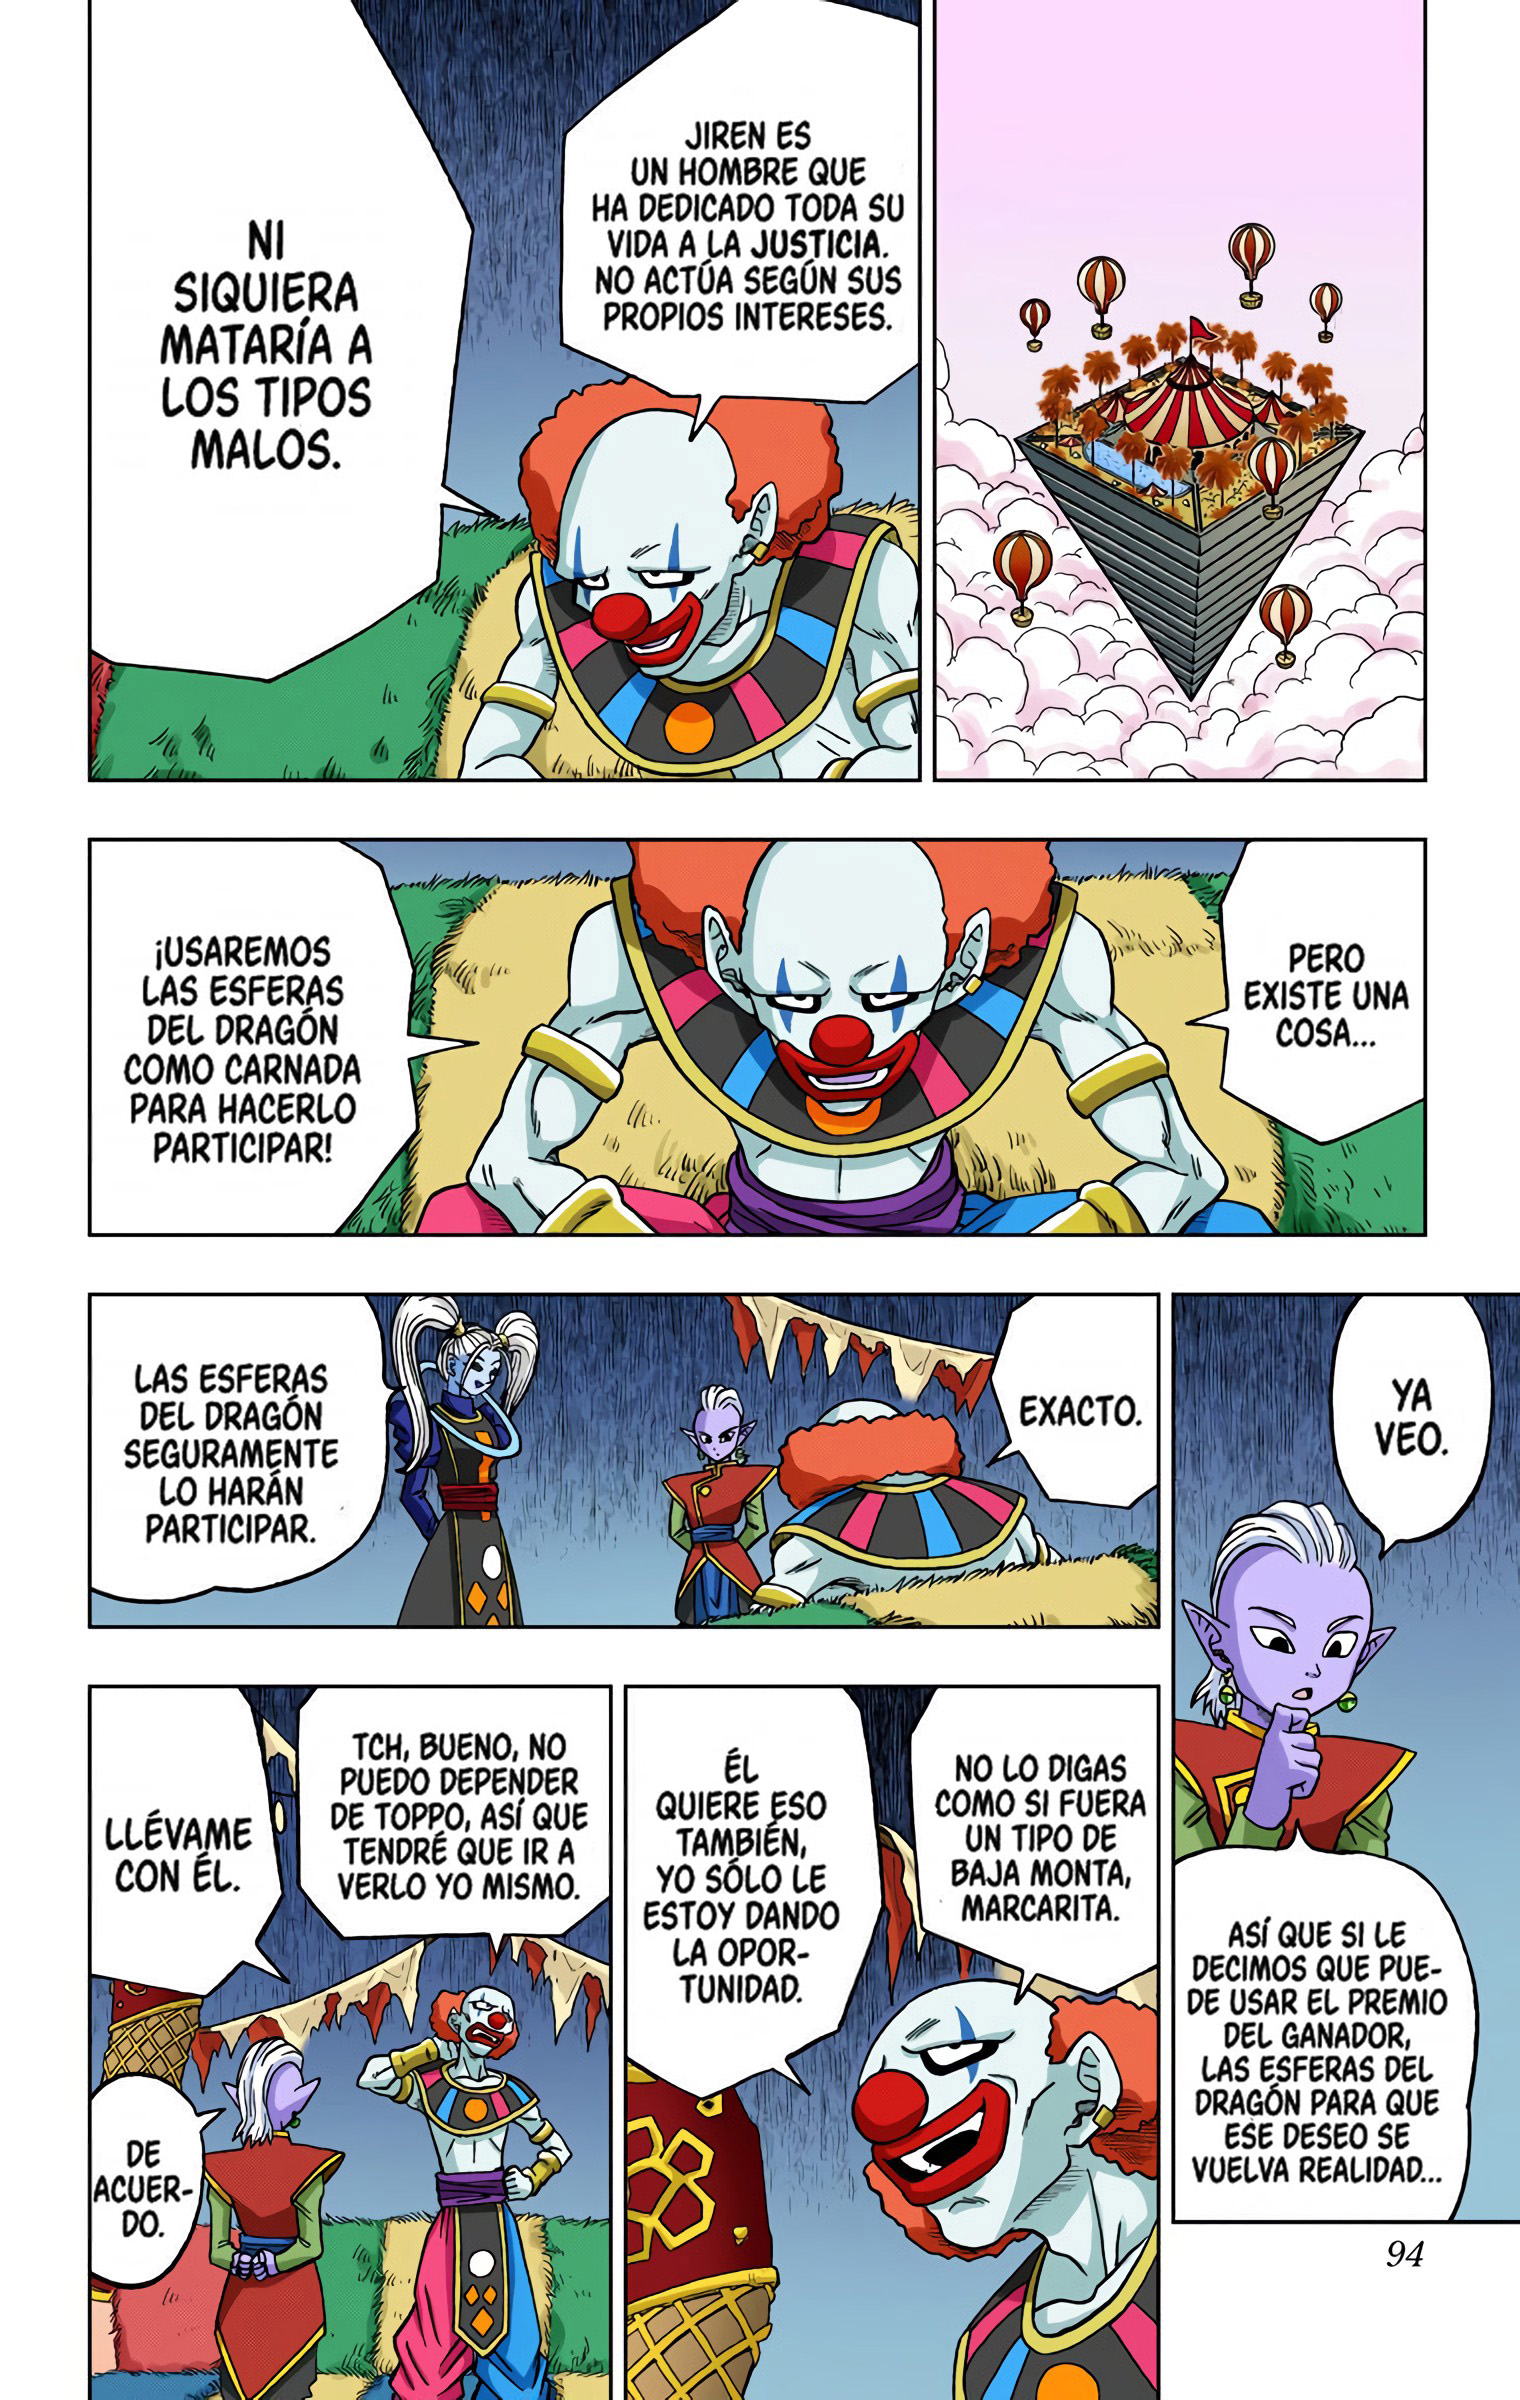 JIREN ES
UN HOMBRE QUE
HA DEDICADO TODA SU
VIDA A LA JUSTICIA.
NO ACTÚA SEGÚN SUS
PROPIOS INTERESES.
NI
SIQUIERA
MATARÍA A
LOS TIPOS
MALOS.
PERO
EXISTE UNA
COSA...
¡USAREMOS
LAS ESFERAS
DEL DRAGÓN
COMO CARNADA
PARA HACERLO
PARTICIPAR!
YA
VEO.
ASÍ QUE SI LE
DECIMOS QUE PUE-
DE USAR EL PREMIO
DEL GANADOR,
LAS ESFERAS DEL
DRAGÓN PARA QUE
ESE DESEO SE
VUELVA REALIDAD...
EXACTO.
LAS ESFERAS
DEL DRAGÓN
SEGURAMENTE
LO HARÁN
PARTICIPAR.
NO LO DIGAS
COMO SI FUERA
UN TIPO DE
BAJA MONTA,
MARCARITA.
ÉL
QUIERE ESO
TAMBIÉN,
YO SÓLO LE
ESTOY DANDO
LA OPOR-
TUNIDAD.
TCH, BUENO, NO
PUEDO DEPENDER
DE TOPPO, ASÍ QUE
TENDRÉ QUE IR A
VERLO YO MISMO.
LLÉVAME
CON ÉL.
DE
ACUER-
DO.
94